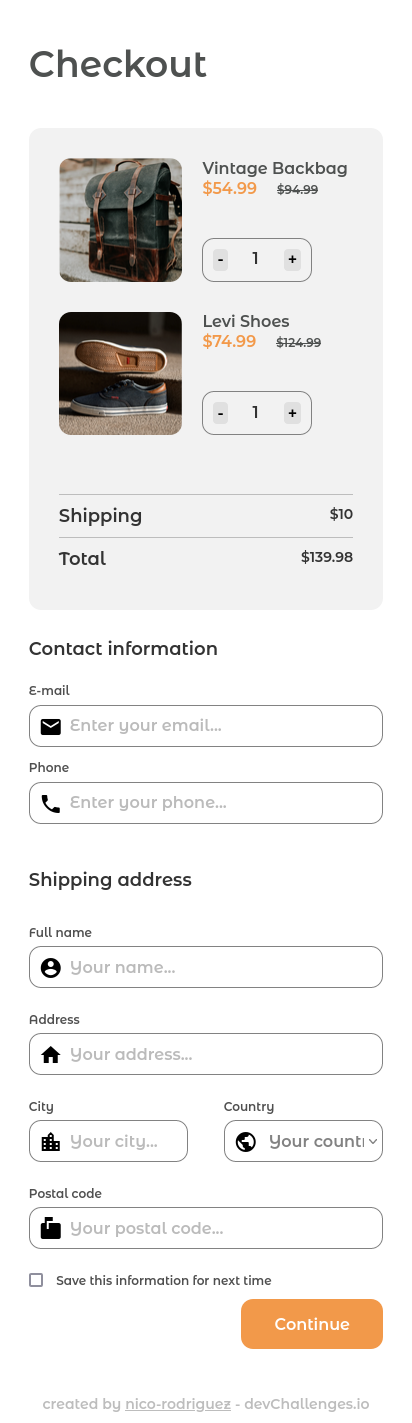 Checkout
Vintage Backbag
$54.99 $94.99
- 1 +
Levi Shoes
$74.99 $124.99
- 1 +
Shipping $10
Total $139.98
Contact information
E-mail
Enter your email...
Phone
Enter your phone...
Shipping address
Full name
Your name...
Address
Your address...
City Country
Your city... Your count
Postal code
Your postal code...
Save this information for next time
Continue
created by nico-rodriguez - devChallenges.io